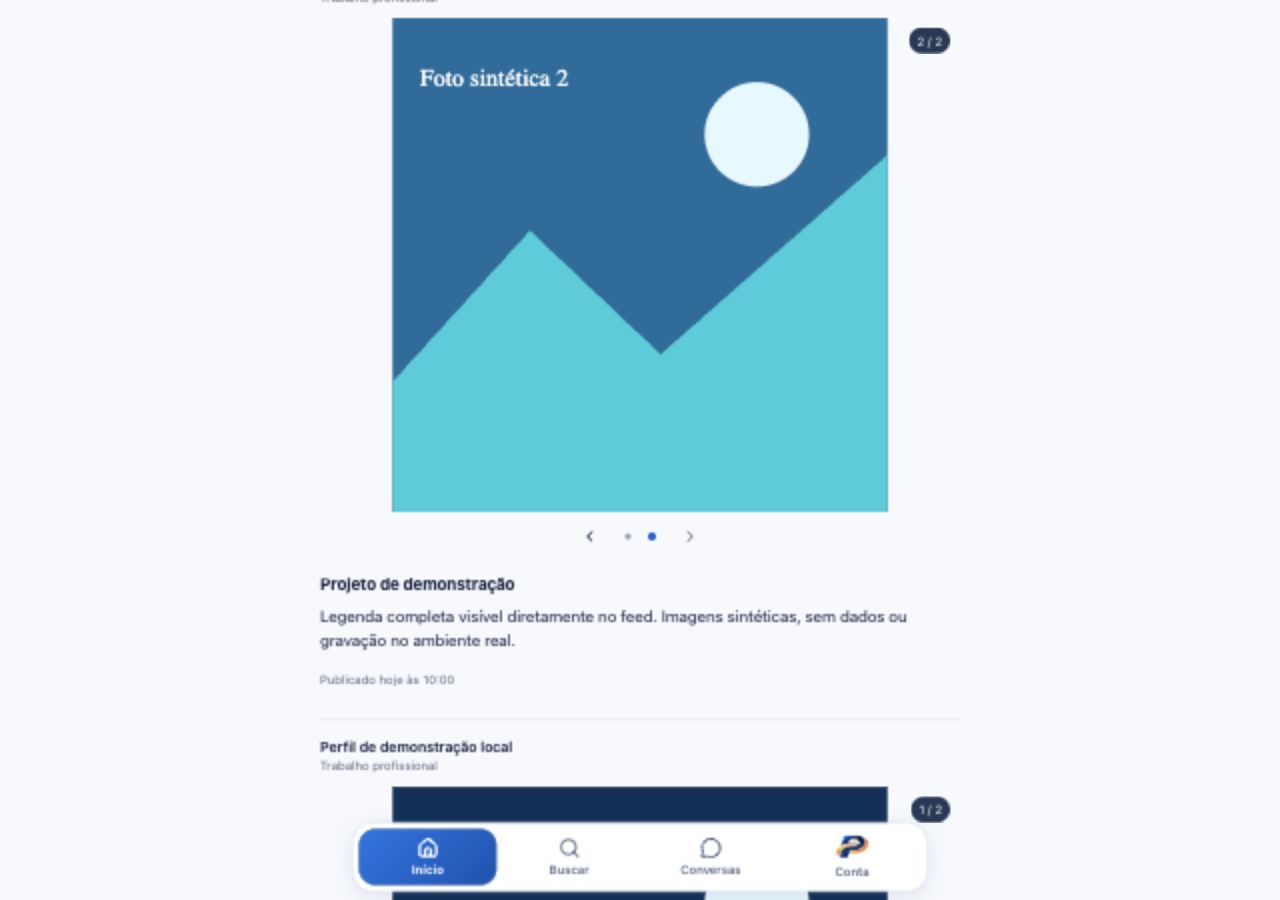 Trabalho profissional
2 / 2
Foto sintética 2
Projeto de demonstração
Legenda completa visível diretamente no feed. Imagens sintéticas, sem dados ou
gravação no ambiente real.
Publicado hoje às 10:00
Perfil de demonstração local
Trabalho profissional
1 / 2
Início
Buscar
Conversas
Conta